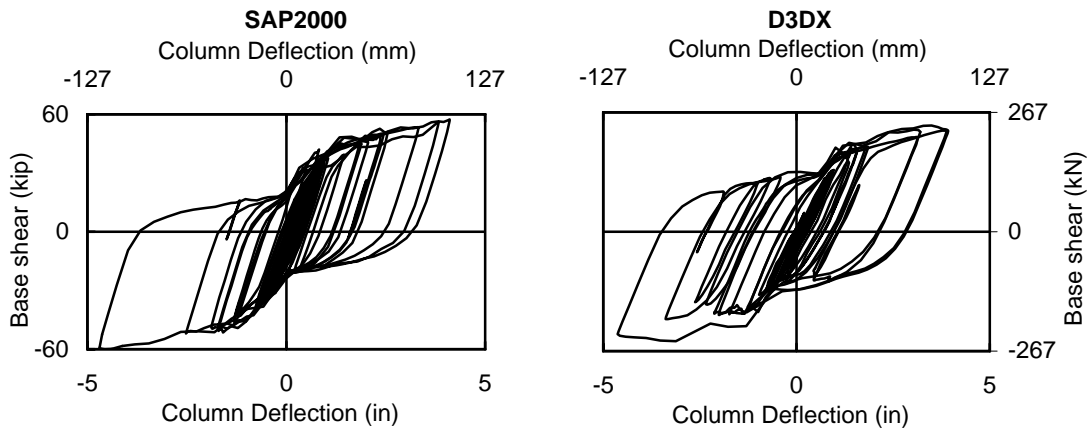 SAP2000
Column Deflection (mm)
-127 0 127
60
0
-60
Base shear (kip)
-5 0 5
Column Deflection (in)
D3DX
Column Deflection (mm)
-127 0 127
267
0
-267
Base shear (kN)
-5 0 5
Column Deflection (in)